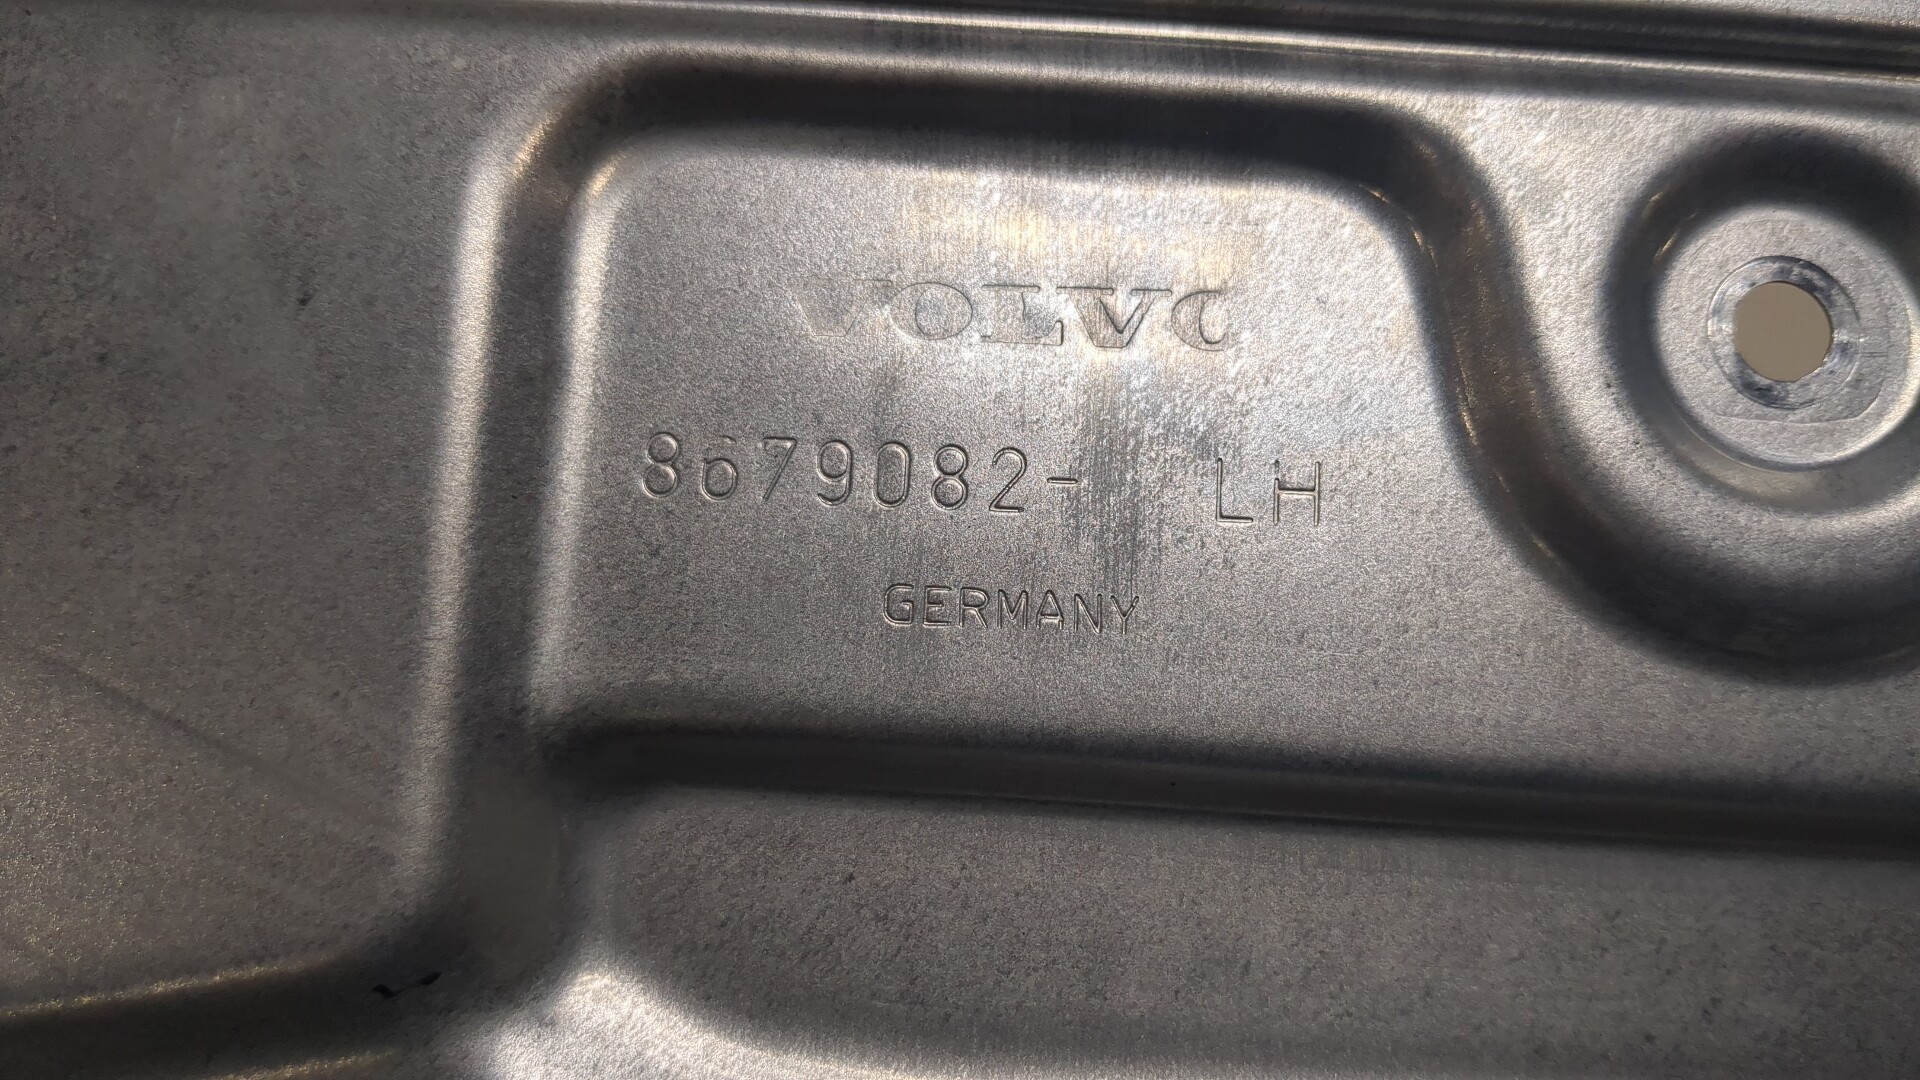 VOLVO
8679082- LH
GERMANY